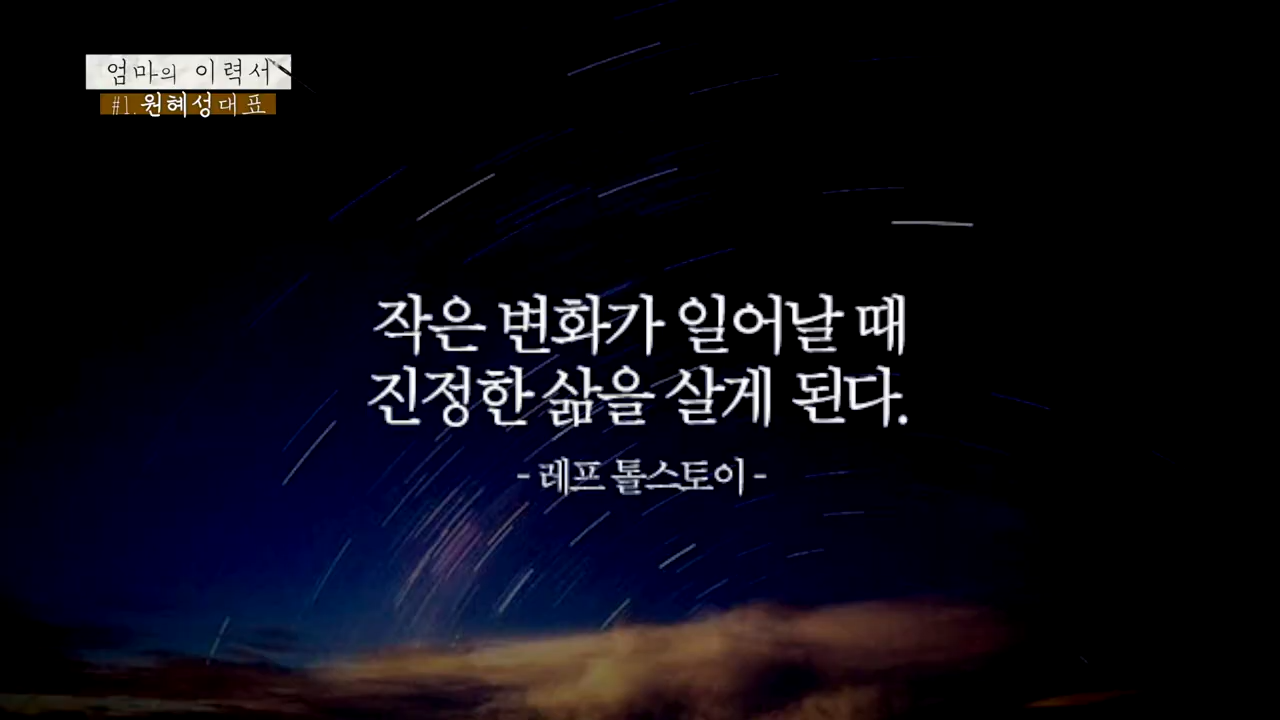 엄마의 이력서
#1. 원혜성대표
작은 변화가 일어날 때
진정한 삶을 살게 된다.
- 레프 톨스토이 -